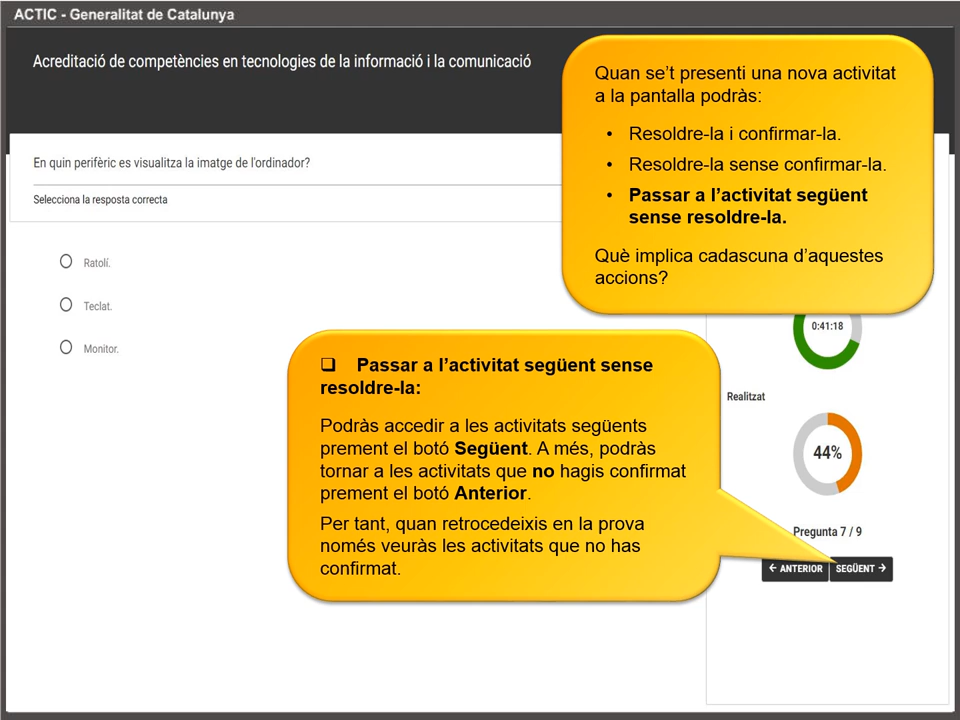 ACTIC - Generalitat de Catalunya
Acreditació de competències en tecnologies de la informació i la comunicació
En quin perifèric es visualitza la imatge de l'ordinador?
Selecciona la resposta correcta
Ratolí.
Teclat.
Monitor.
Quan se't presenti una nova activitat
a la pantalla podràs:
• Resoldre-la i confirmar-la.
• Resoldre-la sense confirmar-la.
• Passar a l'activitat següent
sense resoldre-la.
Què implica cadascuna d'aquestes
accions?
0:41:18
❑ Passar a l'activitat següent sense
resoldre-la:
Podràs accedir a les activitats següents
prement el botó Següent. A més, podràs
tornar a les activitats que no hagis confirmat
prement el botó Anterior.
Per tant, quan retrocedeixis en la prova
només veuràs les activitats que no has
confirmat.
Realitzat
44%
Pregunta 7 / 9
← ANTERIOR SEGÜENT →